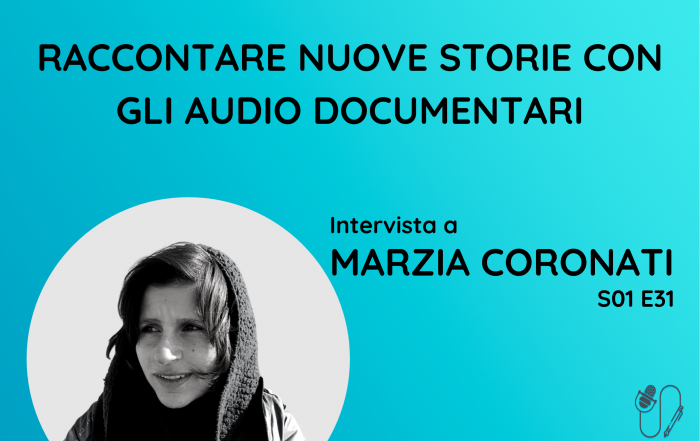 RACCONTARE NUOVE STORIE CON
GLI AUDIO DOCUMENTARI
Intervista a
MARZIA CORONATI
S01 E31